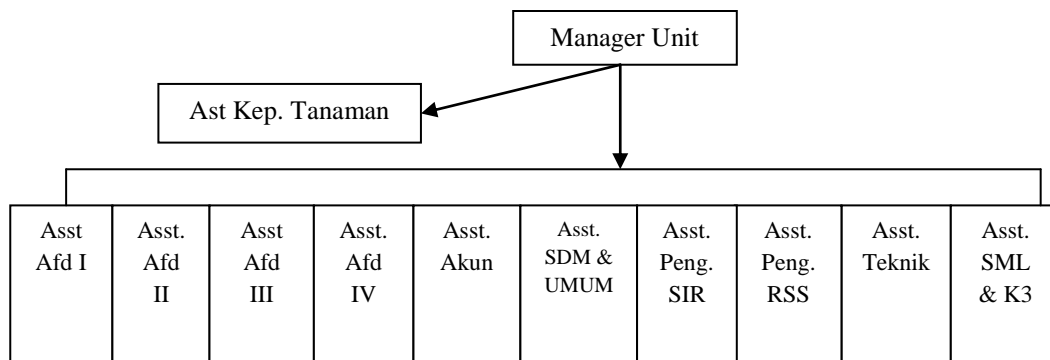 Manager Unit
Ast Kep. Tanaman
Asst
Afd I
Asst.
Afd
II
Asst
Afd
III
Asst.
Afd
IV
Asst.
Akun
Asst.
SDM &
UMUM
Asst.
Peng.
SIR
Asst.
Peng.
RSS
Asst.
Teknik
Asst.
SML
& K3